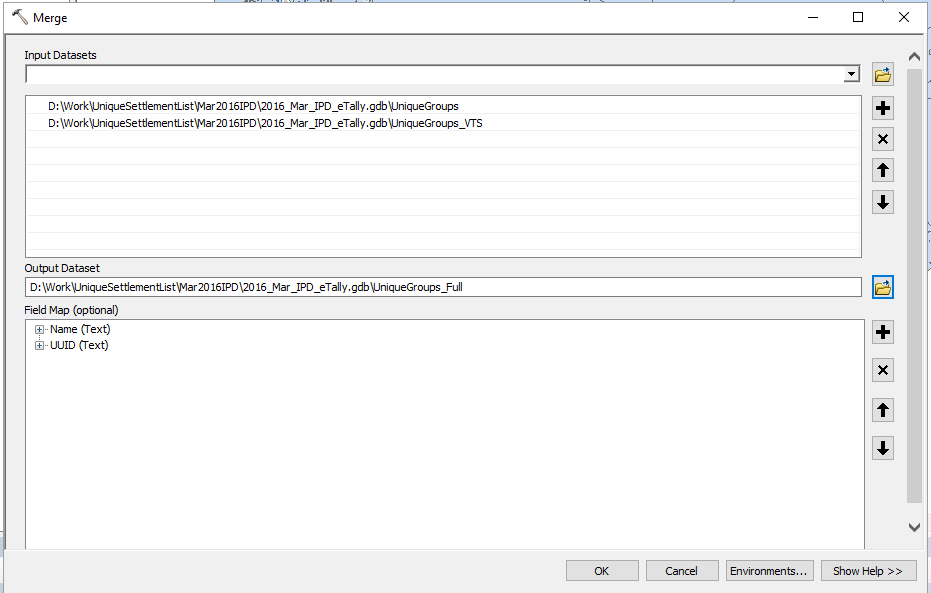 Merge
Input Datasets
D:\Work\UniqueSettlementList\Mar2016IPD\2016_Mar_IPD_eTally.gdb\UniqueGroups
D:\Work\UniqueSettlementList\Mar2016IPD\2016_Mar_IPD_eTally.gdb\UniqueGroups_VTS
Output Dataset
D:\Work\UniqueSettlementList\Mar2016IPD\2016_Mar_IPD_eTally.gdb\UniqueGroups_Full
Field Map (optional)
Name (Text)
UUID (Text)
OK Cancel Environments... Show Help >>